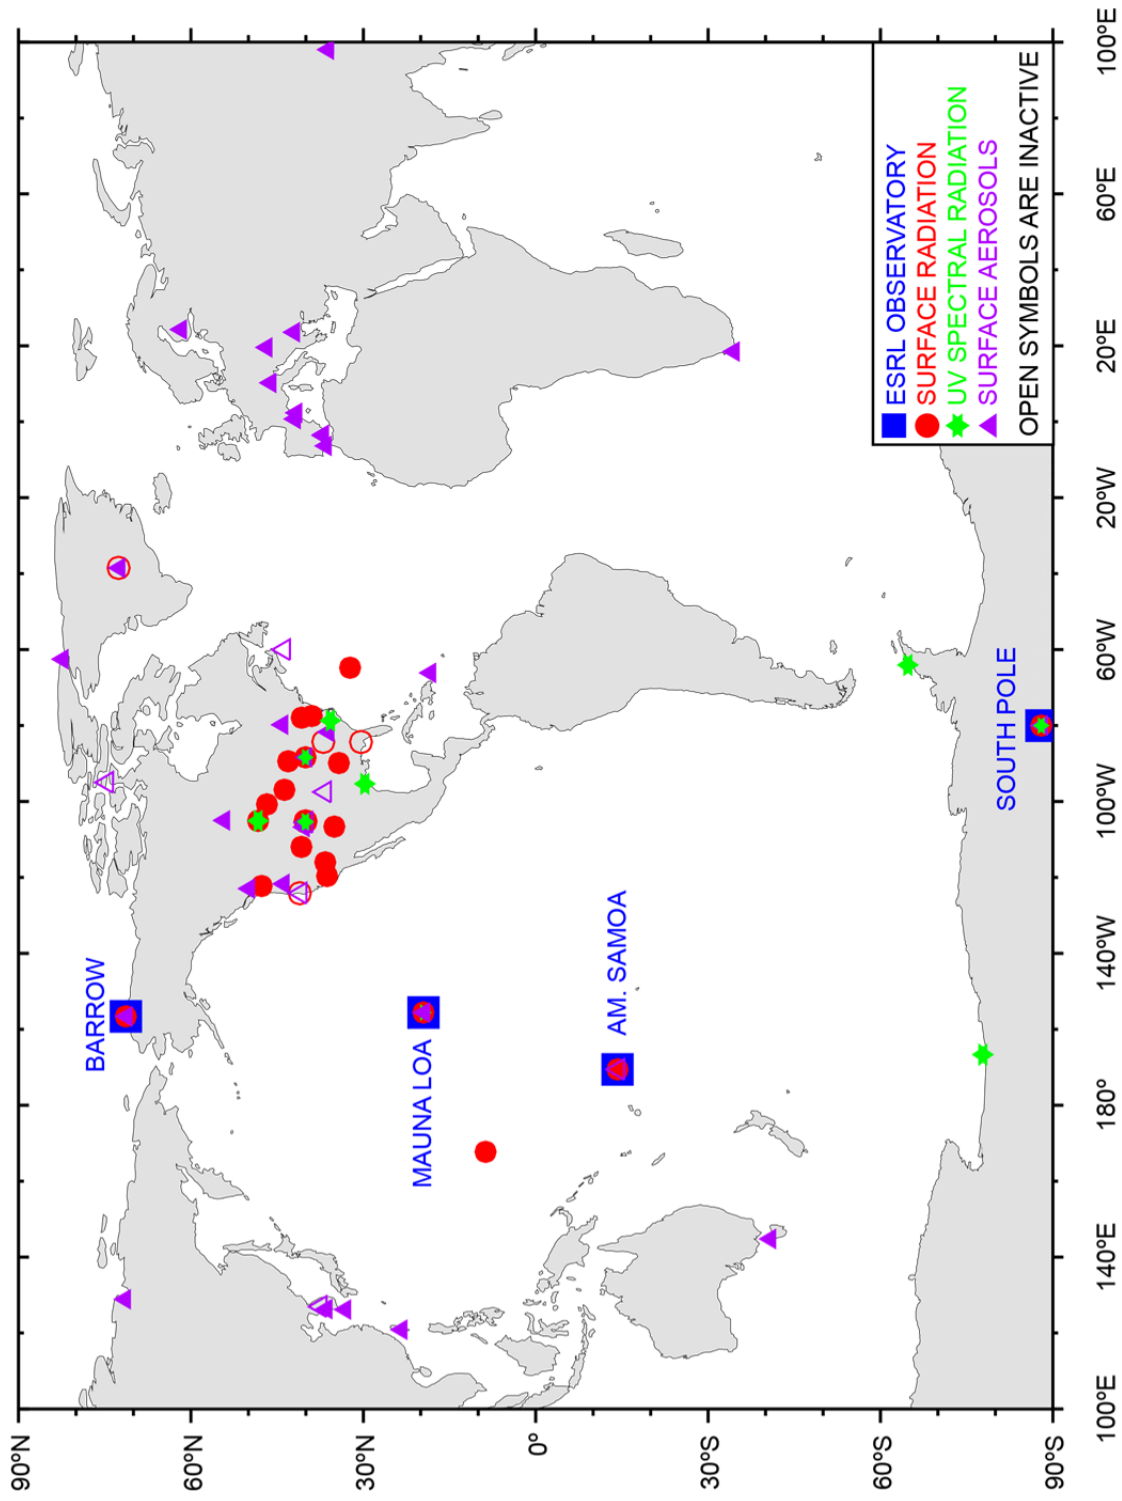 90°N
60°N
30°N
0°
30°S
60°S
90°S
100°E
140°E
180°
140°W
100°W
60°W
20°W
20°E
60°E
100°E
BARROW
MAUNA LOA
AM. SAMOA
SOUTH POLE
ESRL OBSERVATORY
SURFACE RADIATION
UV SPECTRAL RADIATION
SURFACE AEROSOLS
OPEN SYMBOLS ARE INACTIVE